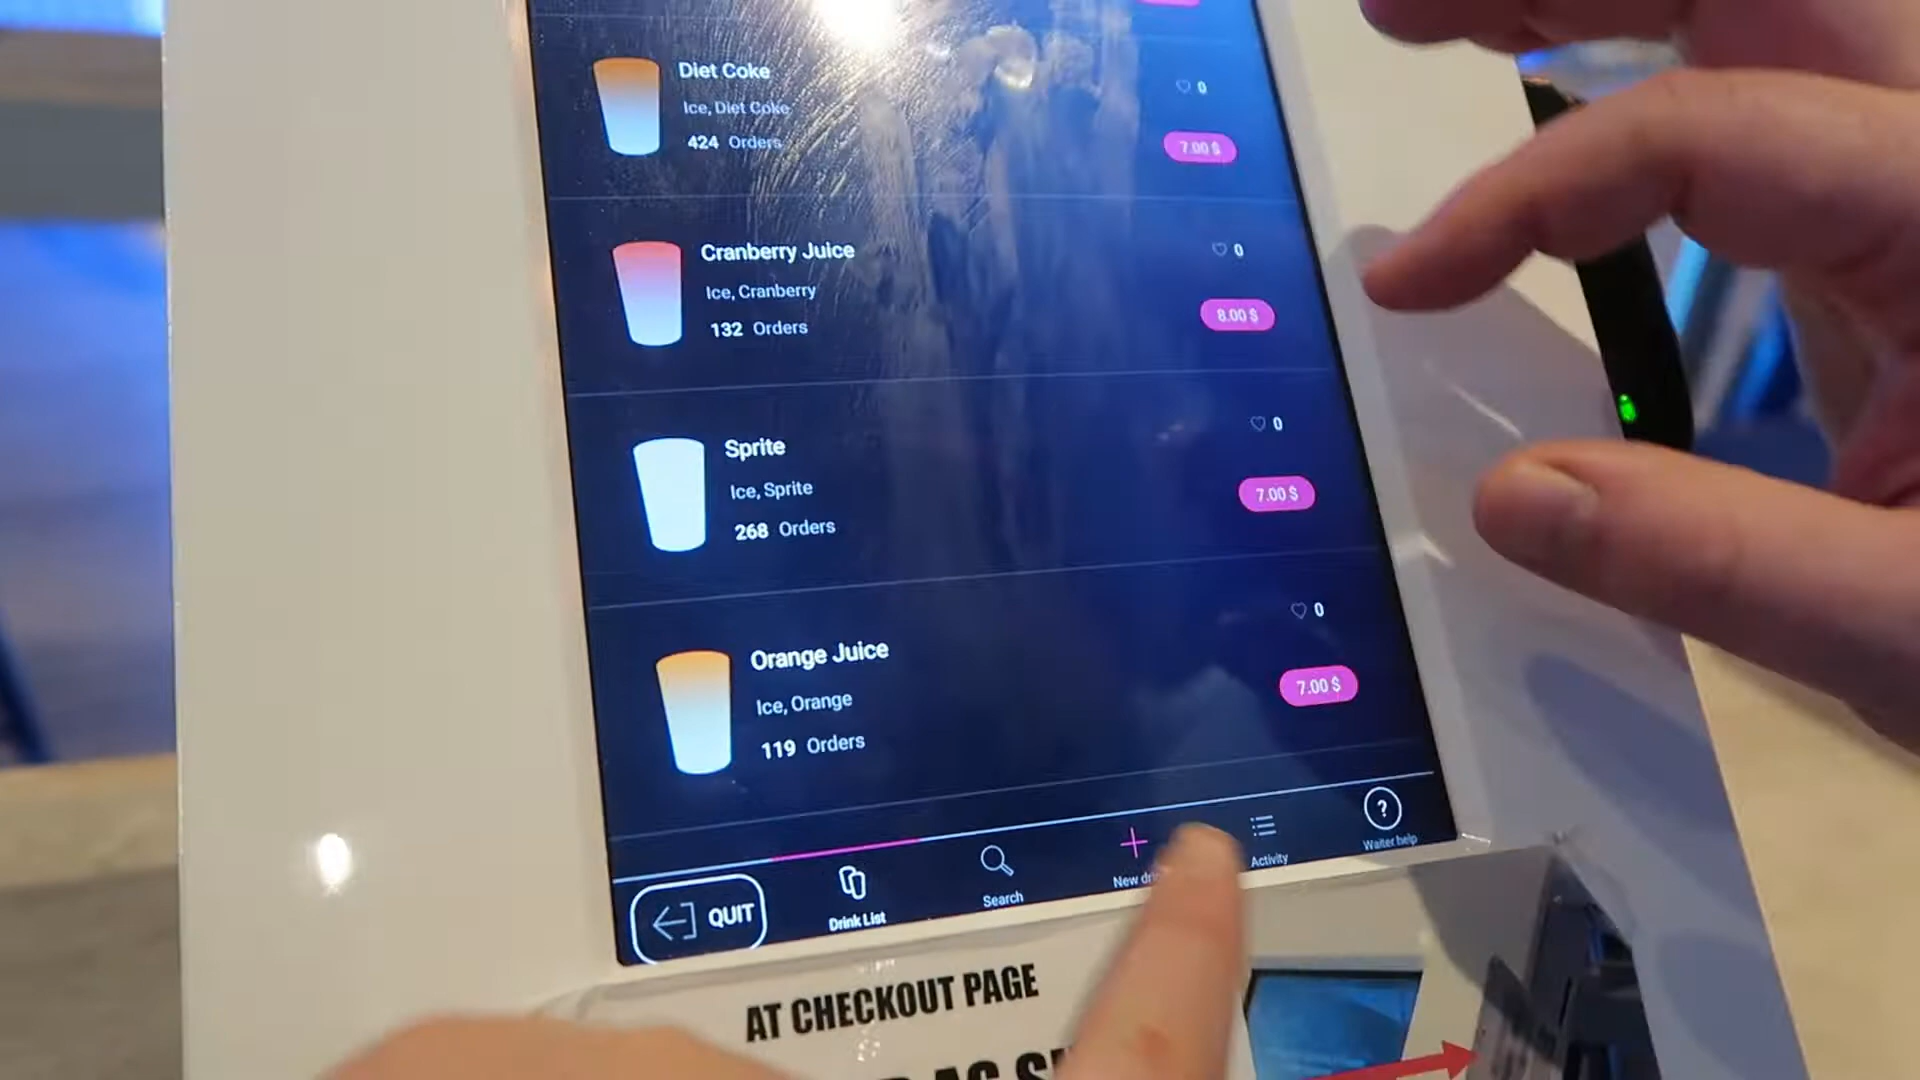 Diet Coke
Ice, Diet Coke
424 Orders
0
7.00 $
Cranberry Juice
Ice, Cranberry
132 Orders
0
8.00 $
Sprite
Ice, Sprite
268 Orders
0
7.00 $
Orange Juice
Ice, Orange
119 Orders
0
7.00 $
QUIT
Drink List
Search
New
Activity
?
Waiter help
AT CHECKOUT PAGE